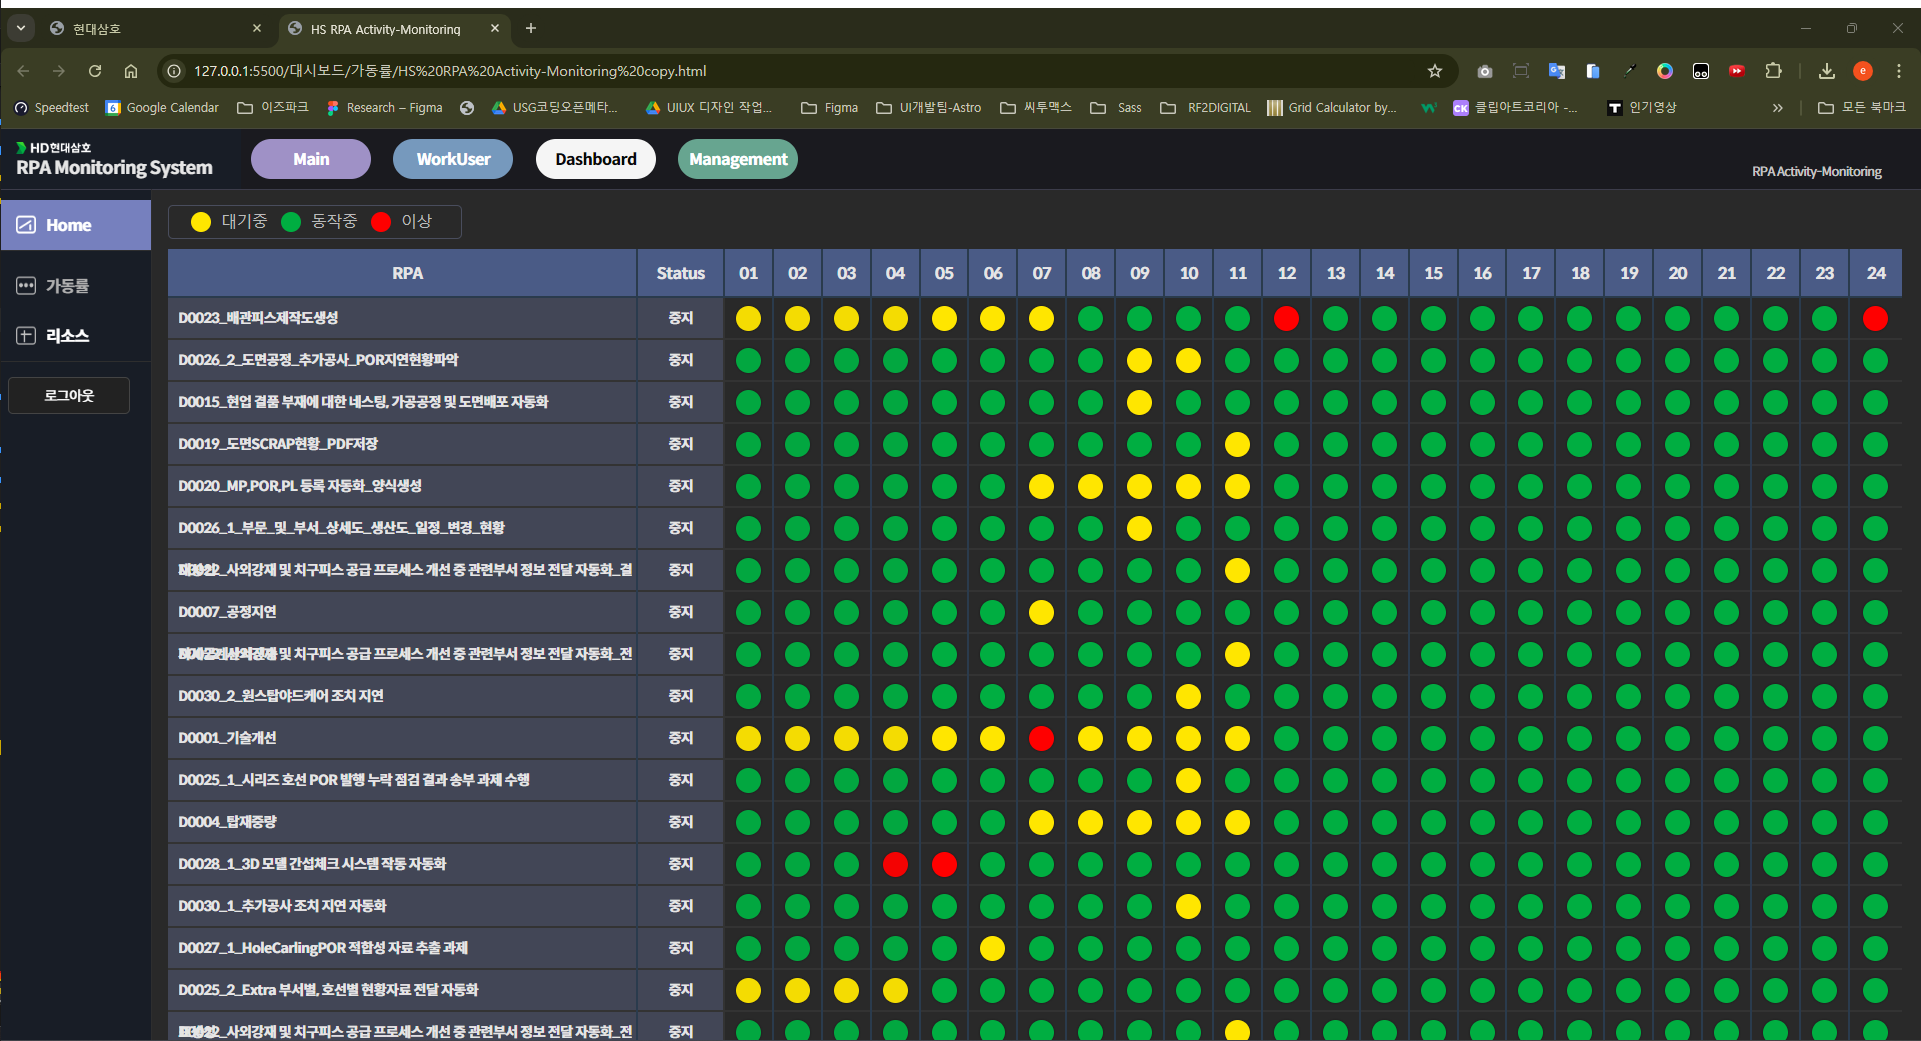 현대삼호
HS RPA Activity-Monitoring
127.0.0.1:5500/대시보드/가동률/HS%20RPA%20Activity-Monitoring%20copy.html
Speedtest
Google Calendar
이즈파크
Research – Figma
USG코딩오픈메타...
UIUX 디자인 작업...
Figma
UI개발팀-Astro
씨투맥스
Sass
RF2DIGITAL
Grid Calculator by...
클립아트코리아 -...
인기영상
모든 북마크
HD현대삼호
RPA Monitoring System
Main
WorkUser
Dashboard
Management
RPA Activity-Monitoring
Home
가동률
리소스
로그아웃
대기중 동작중 이상
RPA Status 01 02 03 04 05 06 07 08 09 10 11 12 13 14 15 16 17 18 19 20 21 22 23 24
D0023_배관피스제작도생성 중지
D0026_2_도면공정_추가공사_POR지연현황파악 중지
D0015_현업 결품 부재에 대한 네스팅, 가공공정 및 도면배포 자동화 중지
D0019_도면SCRAP현황_PDF저장 중지
D0020_MP,POR,PL 등록 자동화_양식생성 중지
D0026_1_부문_및_부서_상세도_생산도_일정_변경_현황 중지
사외강재 및 치구피스 공급 프로세스 개선 중 관련부서 정보 전달 자동화_결 중지
D0007_공정지연 중지
및 치구피스 공급 프로세스 개선 중 관련부서 정보 전달 자동화_전 중지
D0030_2_원스탑야드케어 조치 지연 중지
D0001_기술개선 중지
D0025_1_시리즈 호선 POR 발행 누락 점검 결과 송부 과제 수행 중지
D0004_탑재중량 중지
D0028_1_3D 모델 간섭체크 시스템 작동 자동화 중지
D0030_1_추가공사 조치 지연 자동화 중지
D0027_1_HoleCarlingPOR 적합성 자료 추출 과제 중지
D0025_2_Extra 부서별, 호선별 현황자료 전달 자동화 중지
사외강재 및 치구피스 공급 프로세스 개선 중 관련부서 정보 전달 자동화_전 중지